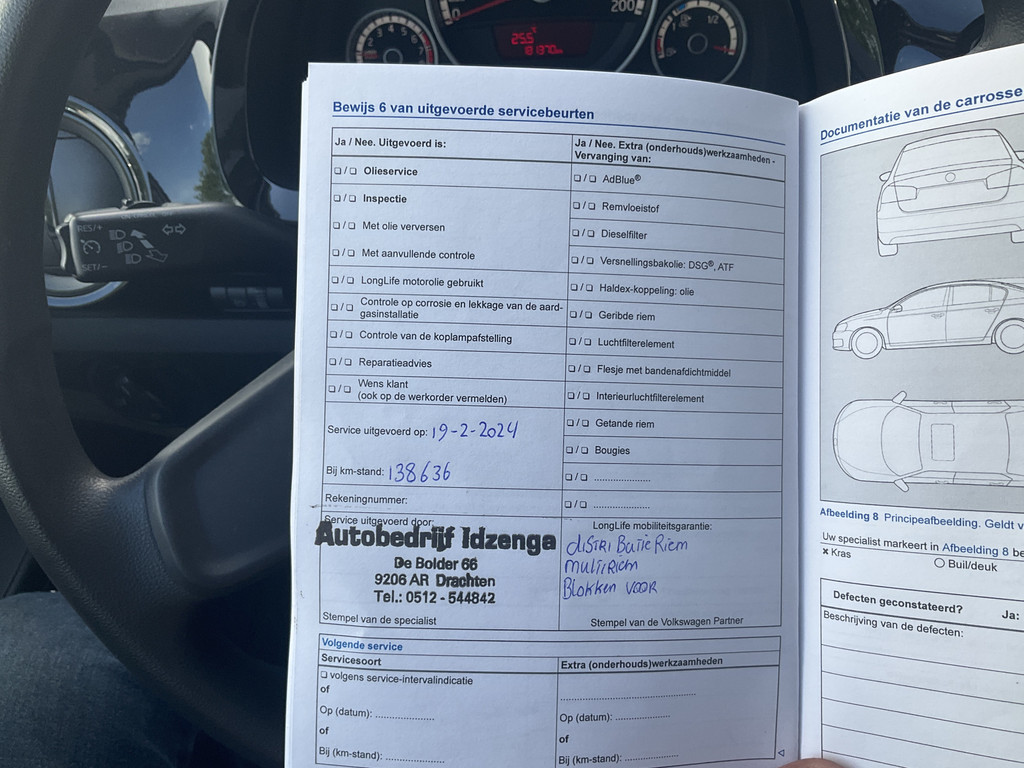 200
1/2
25.5
181370km
RES/+
SET/-
Bewijs 6 van uitgevoerde servicebeurten
Ja / Nee. Uitgevoerd is:
❏ / ❏ Olieservice
❏ / ❏ Inspectie
❏ / ❏ Met olie verversen
❏ / ❏ Met aanvullende controle
❏ / ❏ LongLife motorolie gebruikt
❏ / ❏ Controle op corrosie en lekkage van de aard-
gasinstallatie
❏ / ❏ Controle van de koplampafstelling
❏ / ❏ Reparatieadvies
❏ / ❏ Wens klant
(ook op de werkorder vermelden)
Service uitgevoerd op: 19-2-2024
Bij km-stand: 138636
Rekeningnummer:
Service uitgevoerd door:
Autobedrijf Idzenga
De Bolder 66
9206 AR Drachten
Tel.: 0512 - 544842
Stempel van de specialist
Ja / Nee. Extra (onderhouds)werkzaamheden -
Vervanging van:
❏ / ❏ AdBlue®
❏ / ❏ Remvloeistof
❏ / ❏ Dieselfilter
❏ / ❏ Versnellingsbakolie: DSG®, ATF
❏ / ❏ Haldex-koppeling: olie
❏ / ❏ Geribde riem
❏ / ❏ Luchtfilterelement
❏ / ❏ Flesje met bandenafdichtmiddel
❏ / ❏ Interieurluchtfilterelement
❏ / ❏ Getande riem
❏ / ❏ Bougies
❏ / ❏ ....................
❏ / ❏ ....................
LongLife mobiliteitsgarantie:
diSTRiButieRiem
multiRiem
Blokken VOOR
Stempel van de Volkswagen Partner
Volgende service
Servicesoort
❏ volgens service-intervalindicatie
of
Op (datum): ....................
of
Bij (km-stand): ....................
Extra (onderhouds)werkzaamheden
....................
Op (datum): ....................
of
Bij (km-stand): ....................
Documentatie van de carrosse
Afbeelding 8 Principeafbeelding. Geldt v
Uw specialist markeert in Afbeelding 8 be
× Kras
○ Buil/deuk
Defecten geconstateerd? Ja:
Beschrijving van de defecten: